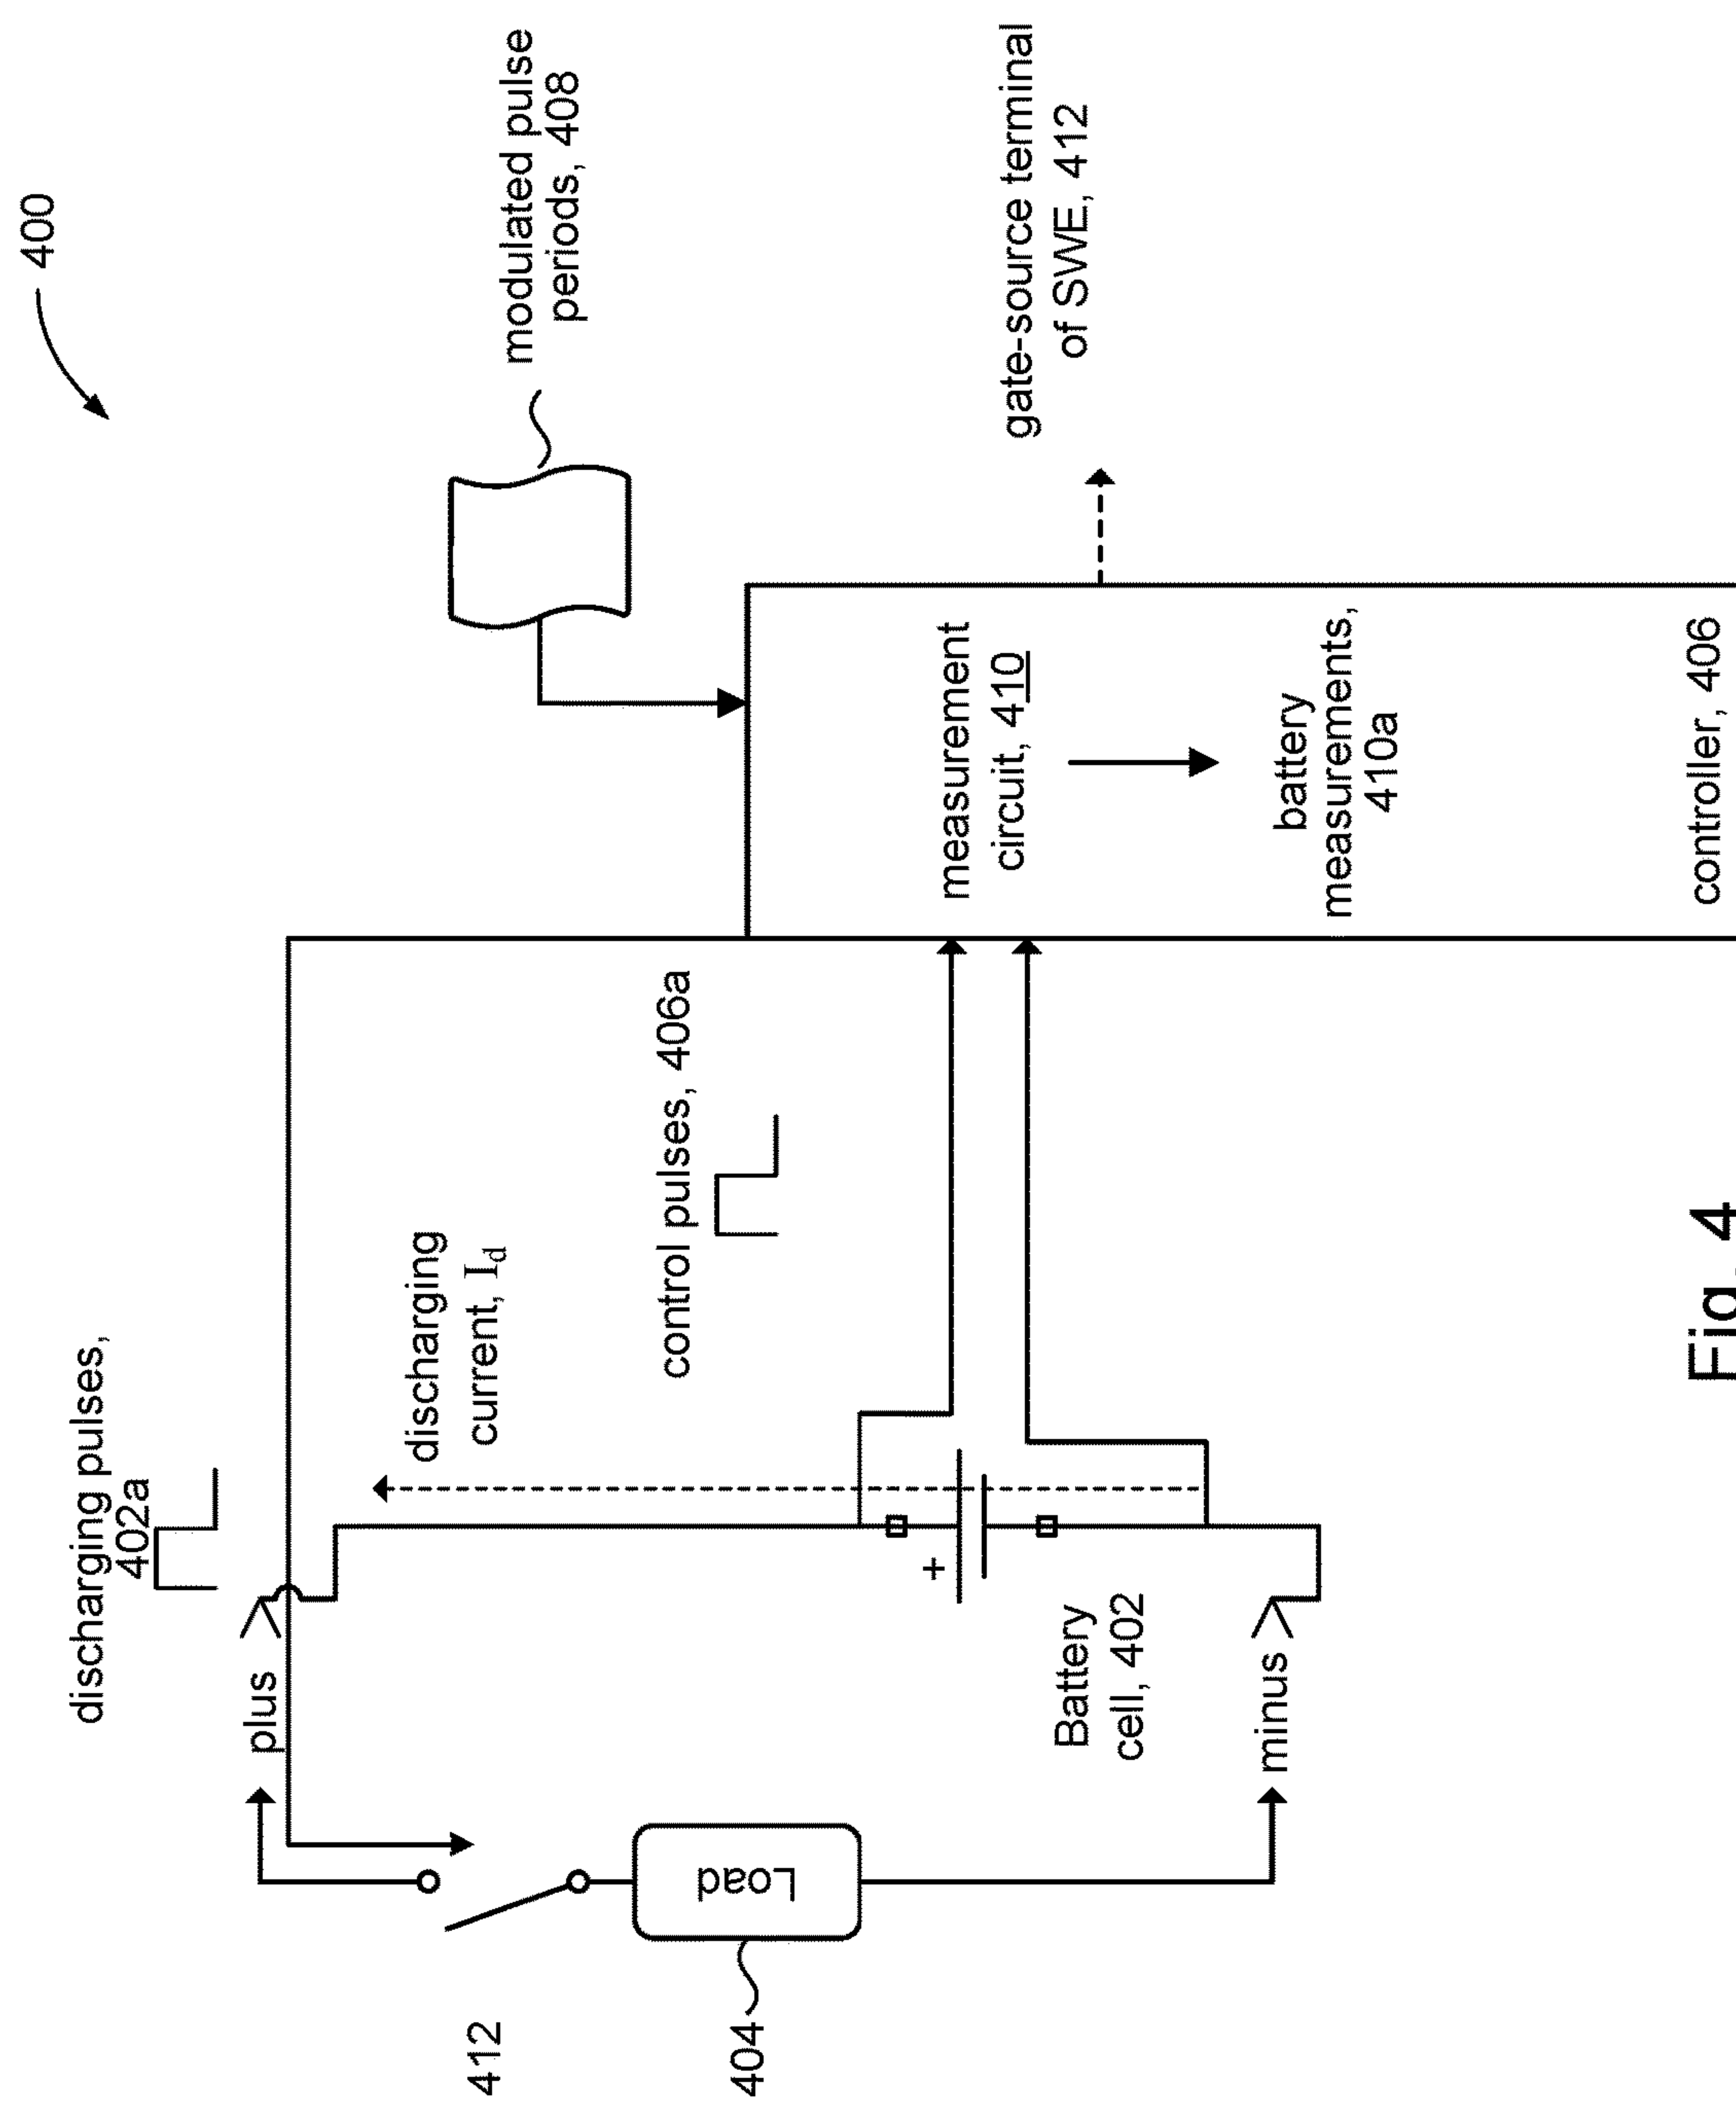 400
discharging pulses,
402a
plus
412
404
Load
discharging
current, Id
control pulses, 406a
+
Battery
cell, 402
minus
modulated pulse
periods, 408
gate-source terminal
of SWE, 412
measurement
circuit, 410
battery
measurements,
410a
controller, 406
Fig. 4